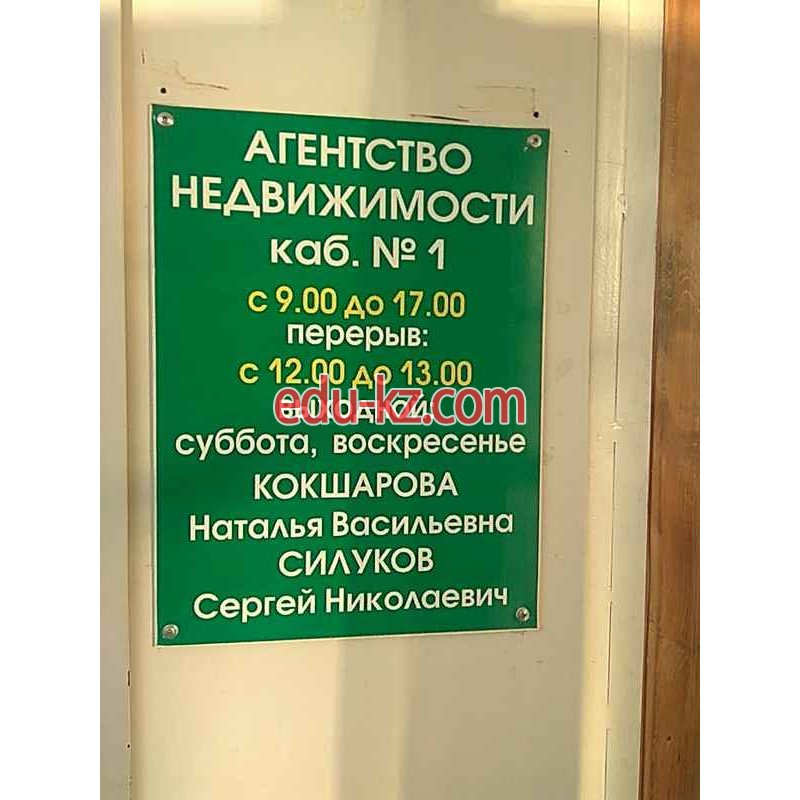 АГЕНТСТВО
НЕДВИЖИМОСТИ
каб. № 1
с 9.00 до 17.00
перерыв:
с 12.00 до 13.00
edu-kz.com
суббота, воскресенье
КОКШАРОВА
Наталья Васильевна
СИЛУКОВ
Сергей Николаевич